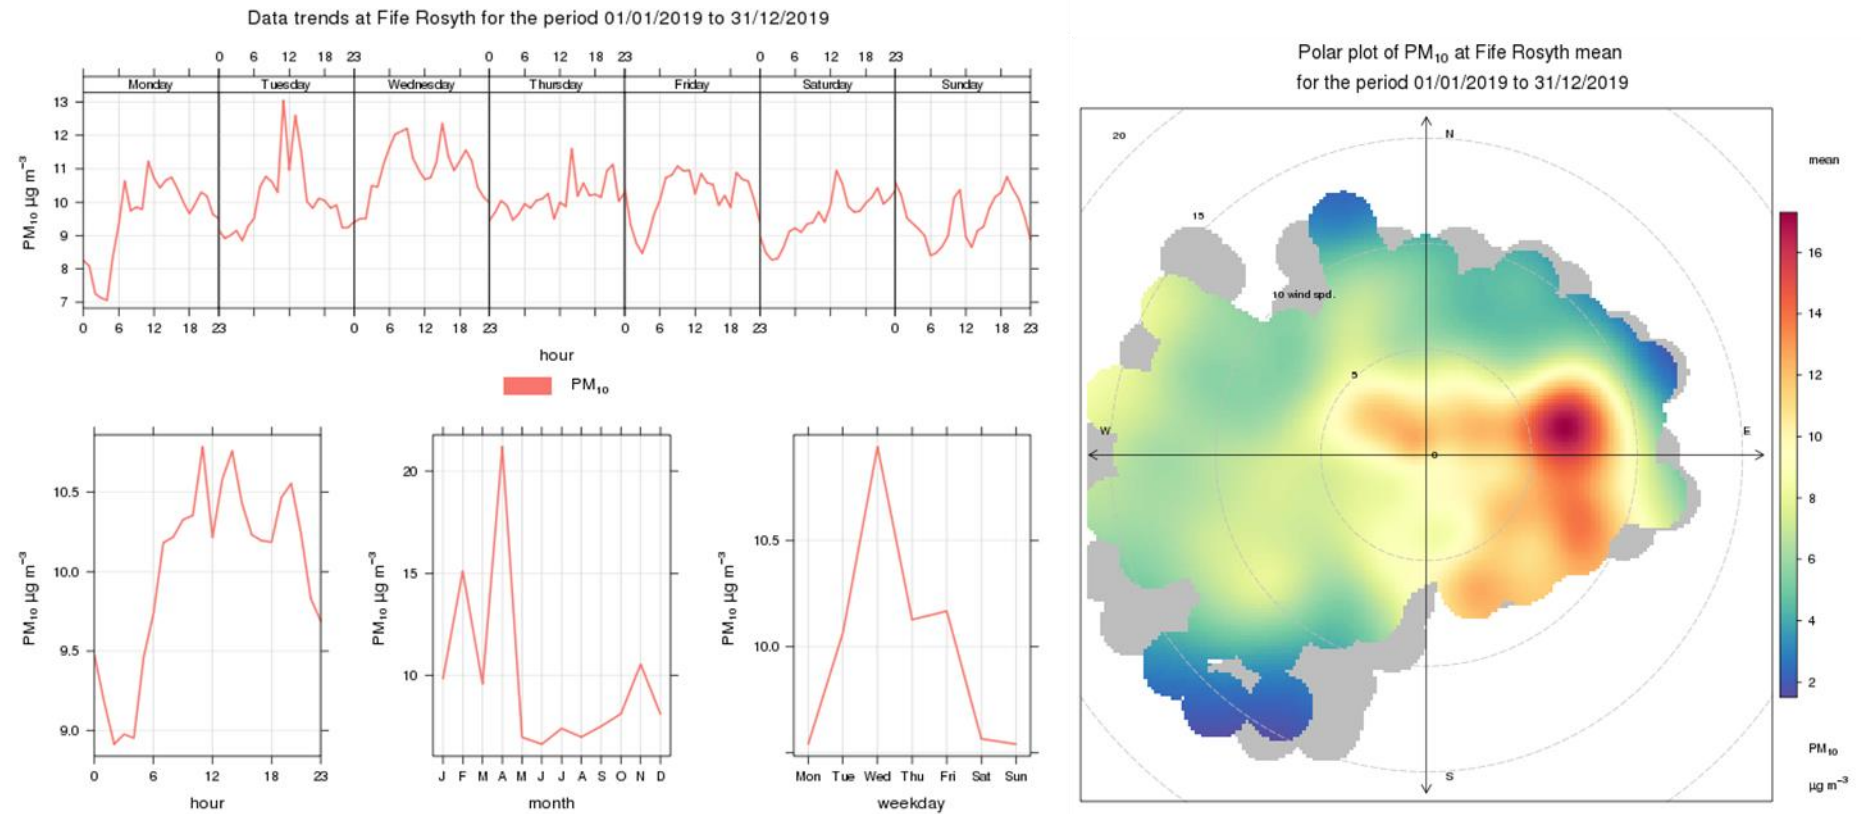 Data trends at Fife Rosyth for the period 01/01/2019 to 31/12/2019
0 6 12 18 23 0 6 12 18 23 0 6 12 18 23
Monday Tuesday Wednesday Thursday Friday Saturday Sunday
13
12
11
10
9
8
7
PM₁₀ µg m⁻³
0 6 12 18 23 0 6 12 18 23 0 6 12 18 23 0 6 12 18 23
hour
PM₁₀
10.5
10.0
9.5
9.0
PM₁₀ µg m⁻³
0 6 12 18 23
hour
20
15
10
PM₁₀ µg m⁻³
J F M A M J J A S O N D
month
10.5
10.0
PM₁₀ µg m⁻³
Mon Tue Wed Thu Fri Sat Sun
weekday
Polar plot of PM₁₀ at Fife Rosyth mean
for the period 01/01/2019 to 31/12/2019
20
N
15
10 wind spd.
5
W
E
0
S
mean
16
14
12
10
8
6
4
2
PM₁₀
µg m⁻³